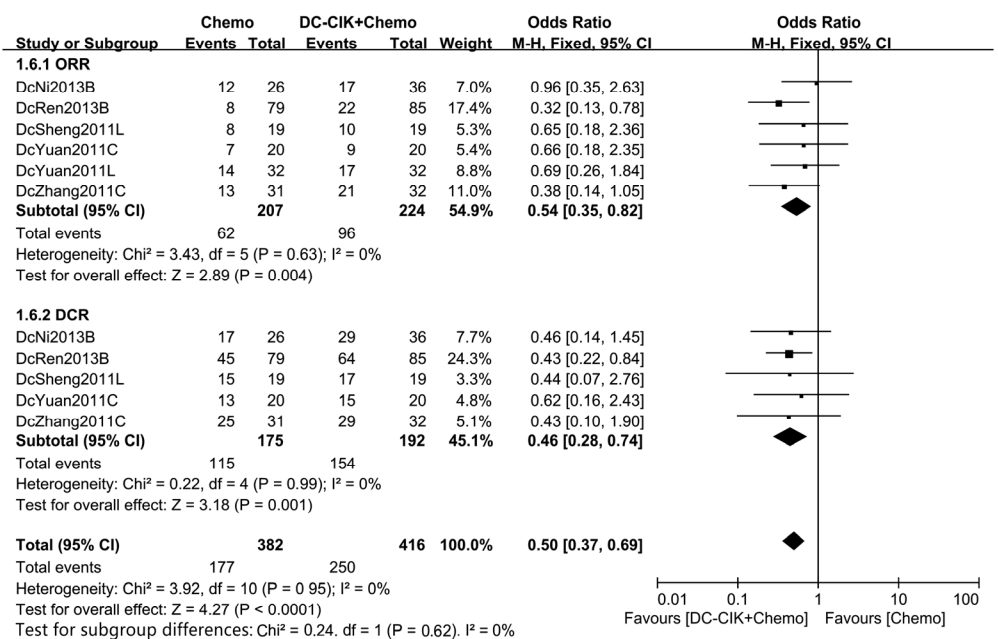 Chemo DC-CIK+Chemo Odds Ratio Odds Ratio
Study or Subgroup Events Total Events Total Weight M-H, Fixed, 95% CI M-H, Fixed, 95% CI
1.6.1 ORR
DcNi2013B 12 26 17 36 7.0% 0.96 [0.35, 2.63]
DcRen2013B 8 79 22 85 17.4% 0.32 [0.13, 0.78]
DcSheng2011L 8 19 10 19 5.3% 0.65 [0.18, 2.36]
DcYuan2011C 7 20 9 20 5.4% 0.66 [0.18, 2.35]
DcYuan2011L 14 32 17 32 8.8% 0.69 [0.26, 1.84]
DcZhang2011C 13 31 21 32 11.0% 0.38 [0.14, 1.05]
Subtotal (95% CI) 207 224 54.9% 0.54 [0.35, 0.82]
Total events 62 96
Heterogeneity: Chi² = 3.43, df = 5 (P = 0.63); I² = 0%
Test for overall effect: Z = 2.89 (P = 0.004)
1.6.2 DCR
DcNi2013B 17 26 29 36 7.7% 0.46 [0.14, 1.45]
DcRen2013B 45 79 64 85 24.3% 0.43 [0.22, 0.84]
DcSheng2011L 15 19 17 19 3.3% 0.44 [0.07, 2.76]
DcYuan2011C 13 20 15 20 4.8% 0.62 [0.16, 2.43]
DcZhang2011C 25 31 29 32 5.1% 0.43 [0.10, 1.90]
Subtotal (95% CI) 175 192 45.1% 0.46 [0.28, 0.74]
Total events 115 154
Heterogeneity: Chi² = 0.22, df = 4 (P = 0.99); I² = 0%
Test for overall effect: Z = 3.18 (P = 0.001)
Total (95% CI) 382 416 100.0% 0.50 [0.37, 0.69]
Total events 177 250
Heterogeneity: Chi² = 3.92, df = 10 (P = 0 95); I² = 0%
Test for overall effect: Z = 4.27 (P < 0.0001)
Test for subgroup differences: Chi² = 0.24. df = 1 (P = 0.62). I² = 0%
0.01 0.1 1 10 100
Favours [DC-CIK+Chemo] Favours [Chemo]